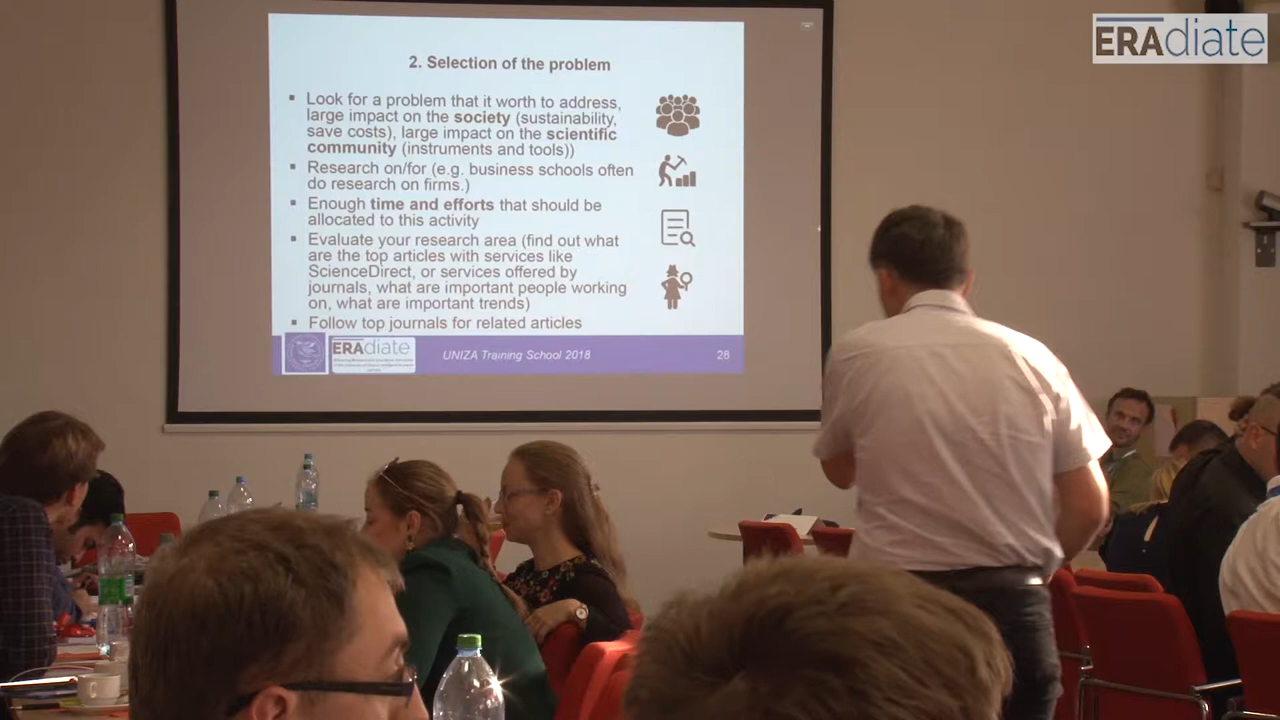 ERAdiate
2. Selection of the problem
▪ Look for a problem that it worth to address,
large impact on the society (sustainability,
save costs), large impact on the scientific
community (instruments and tools))
▪ Research on/for (e.g. business schools often
do research on firms.)
▪ Enough time and efforts that should be
allocated to this activity
▪ Evaluate your research area (find out what
are the top articles with services like
ScienceDirect, or services offered by
journals, what are important people working
on, what are important trends)
▪ Follow top journals for related articles
ERAdiate
UNIZA Training School 2018
28